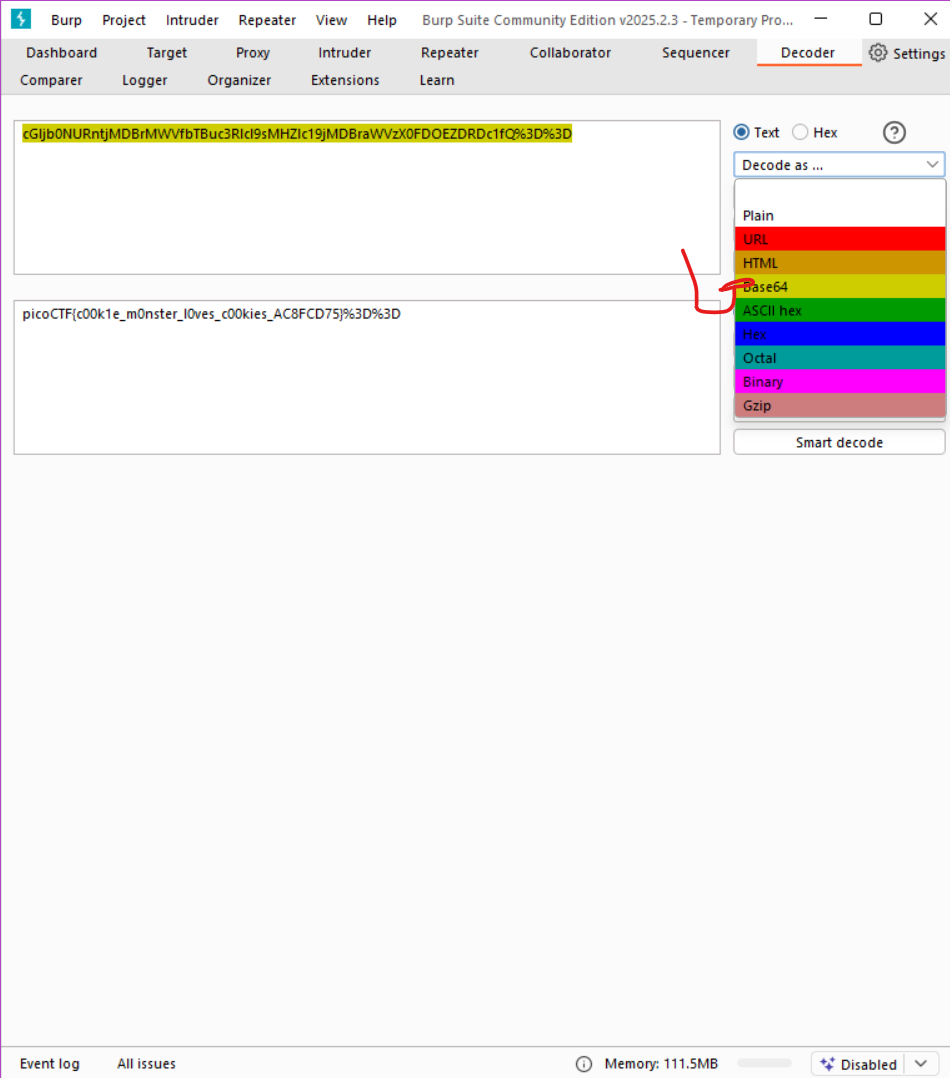 Burp Project Intruder Repeater View Help Burp Suite Community Edition v2025.2.3 - Temporary Pro...
Dashboard Target Proxy Intruder Repeater Collaborator Sequencer Decoder Settings
Comparer Logger Organizer Extensions Learn
cGljb0NURntjMDBrMWVfbTBuc3Rlcl9sMHZlc19jMDBraWVzX0FDOEZDRDc1fQ%3D%3D
Text Hex ?
Decode as ...
Plain
URL
HTML
Base64
ASCII hex
Hex
Octal
Binary
Gzip
picoCTF{c00k1e_m0nster_l0ves_c00kies_AC8FCD75}%3D%3D
Smart decode
Event log All issues Memory: 111.5MB Disabled